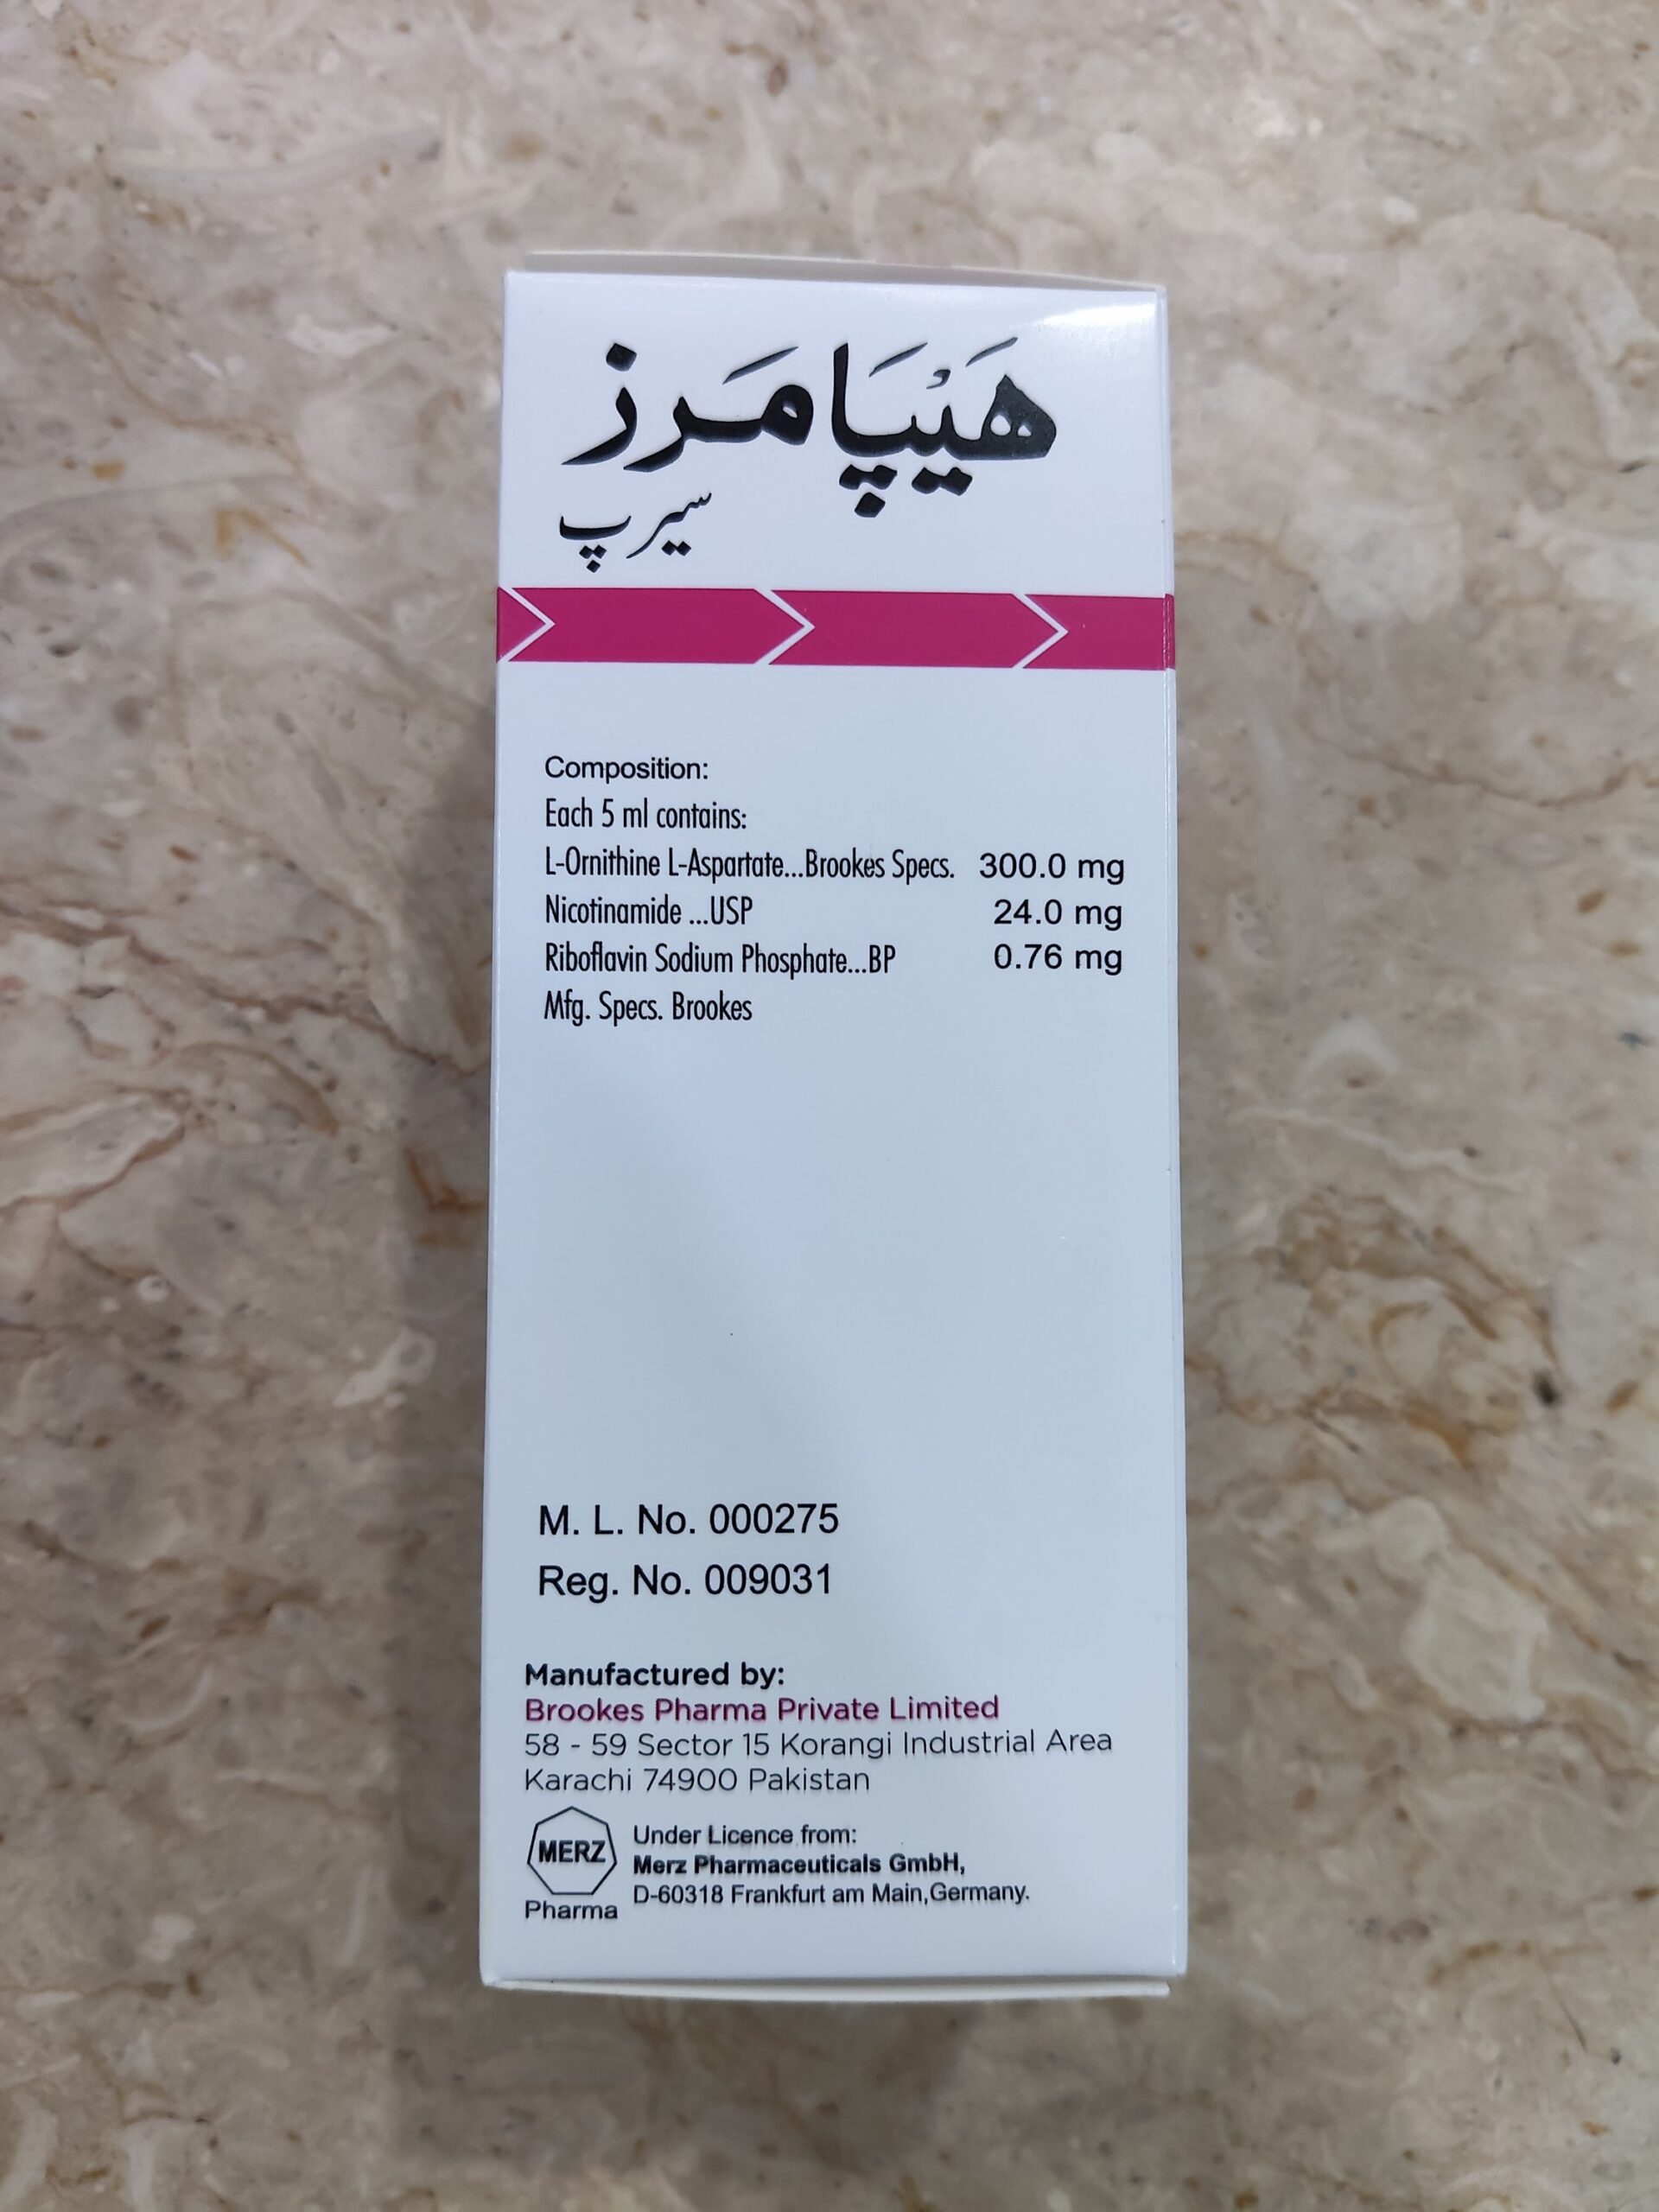 ہَیْپَامَرز
سیرپ
Composition:
Each 5 ml contains:
L-Ornithine L-Aspartate...Brookes Specs. 300.0 mg
Nicotinamide ...USP 24.0 mg
Riboflavin Sodium Phosphate...BP 0.76 mg
Mfg. Specs. Brookes
M. L. No. 000275
Reg. No. 009031
Manufactured by:
Brookes Pharma Private Limited
58 - 59 Sector 15 Korangi Industrial Area
Karachi 74900 Pakistan
MERZ
Pharma
Under Licence from:
Merz Pharmaceuticals GmbH,
D-60318 Frankfurt am Main,Germany.